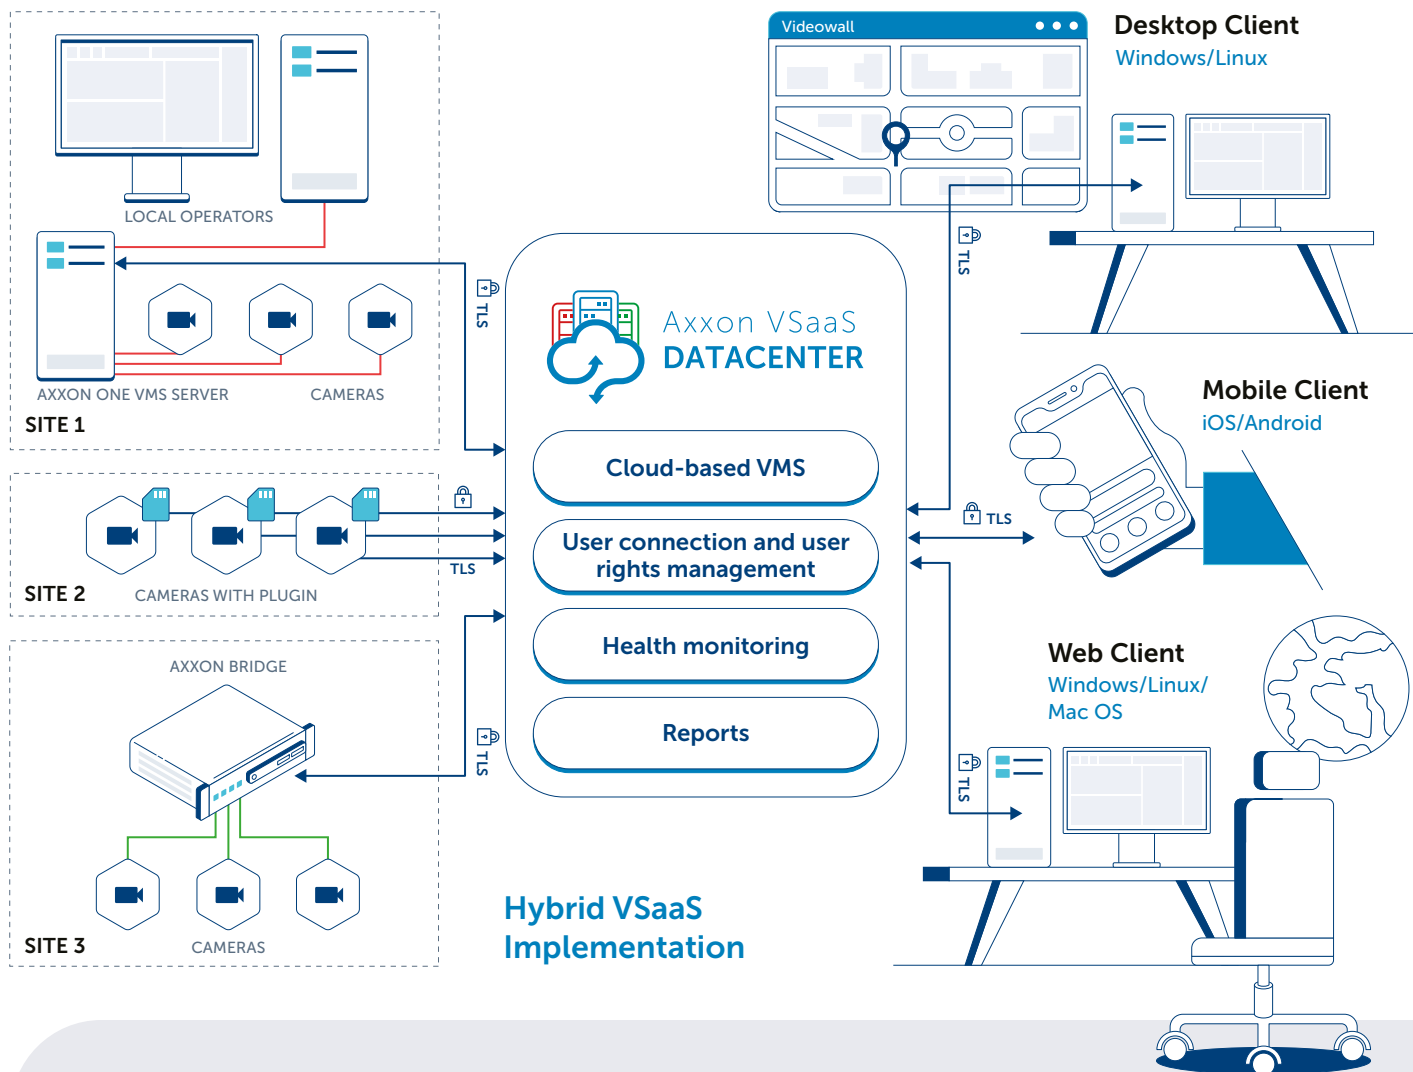 LOCAL OPERATORS
TLS
AXXON ONE VMS SERVER
CAMERAS
SITE 1
TLS
SITE 2
CAMERAS WITH PLUGIN
AXXON BRIDGE
TLS
SITE 3
CAMERAS
Axxon VSaaS
DATACENTER
Cloud-based VMS
User connection and user
rights management
Health monitoring
Reports
Hybrid VSaaS
Implementation
Videowall
Desktop Client
Windows/Linux
TLS
Mobile Client
iOS/Android
TLS
Web Client
Windows/Linux/
Mac OS
TLS